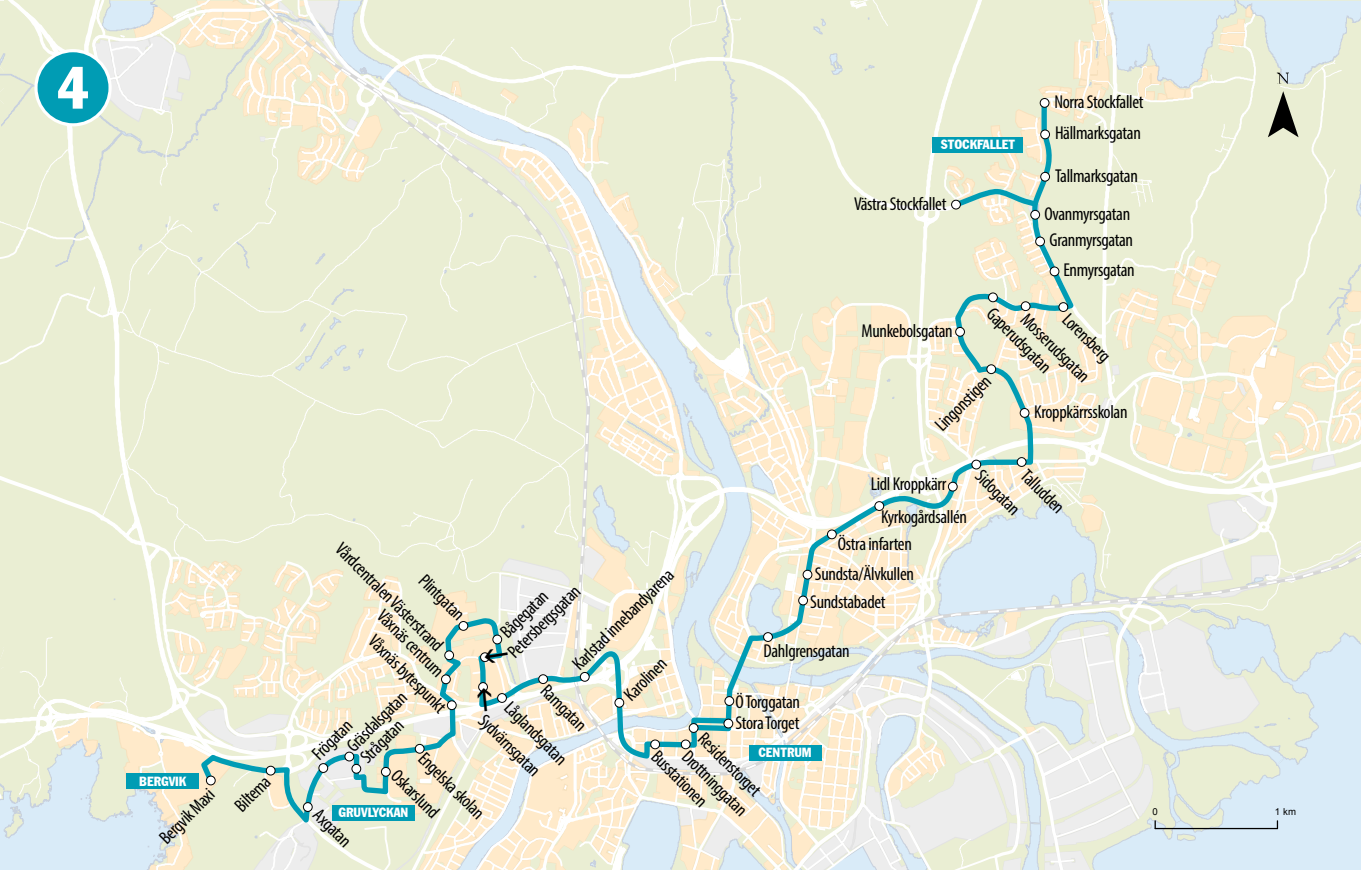 4
N
Norra Stockfallet
Hällmarksgatan
STOCKFALLET
Tallmarksgatan
Västra Stockfallet
Ovanmyrsgatan
Granmyrsgatan
Enmyrsgatan
Lorensberg
Mosserudsgatan
Gaperudsgatan
Munkebolsgatan
Lingonstigen
Kroppkärrsskolan
Talludden
Sidogatan
Lidl Kroppkärr
Kyrkogårdsallén
Östra infarten
Sundsta/Älvkullen
Sundstabadet
Dahlgrensgatan
Ö Torggatan
Stora Torget
CENTRUM
Residenstorget
Drottninggatan
Busstationen
Karolinen
Karlstad innebandyarena
Ramgatan
Låglandsgatan
Sydvärnsgatan
Petersbergsgatan
Bågegatan
Plintgatan
Vårdcentralen Västerstrand
Våxnäs centrum
Våxnäs bytespunkt
Engelska skolan
Oskarslund
Strågatan
Gräsdalsgatan
Frögatan
GRUVLYCKAN
Axgatan
Biltema
BERGVIK
Bergvik Maxi
0
1 km